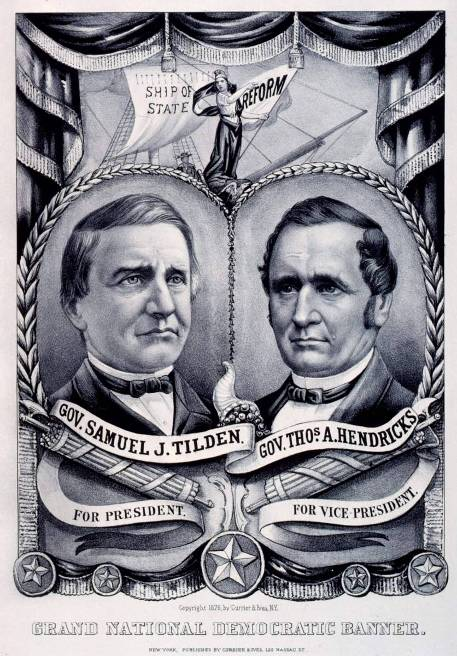 SHIP OF
STATE
REFORM
GOV. SAMUEL J. TILDEN.
GOV. THOS. A. HENDRICKS
FOR PRESIDENT.
FOR VICE-PRESIDENT.
Copyright 1876, by Currier & Ives, N.Y.
GRAND NATIONAL DEMOCRATIC BANNER.
NEW YORK, PUBLISHED BY CURRIER & IVES, 125 NASSAU ST.